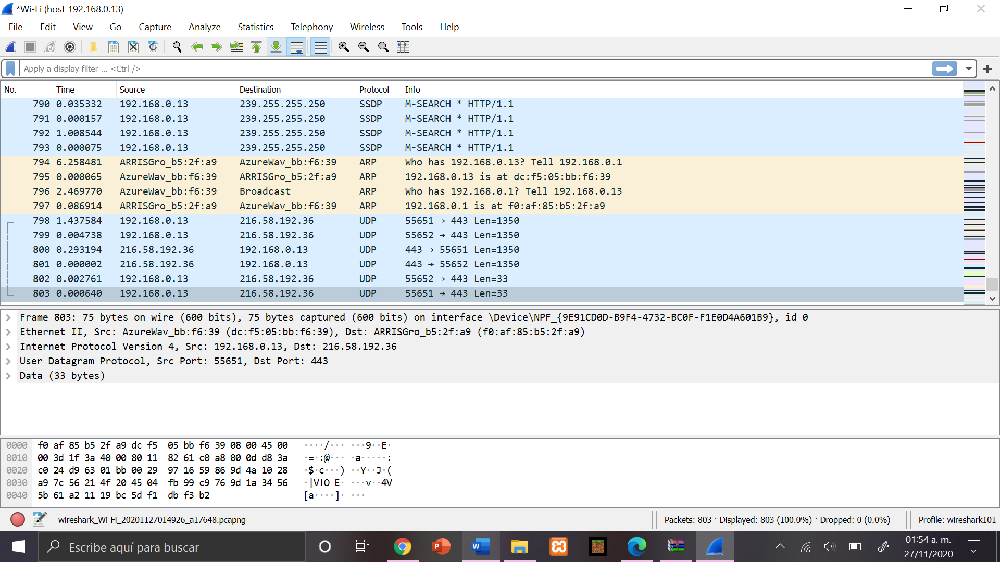 *Wi-Fi (host 192.168.0.13)
File Edit View Go Capture Analyze Statistics Telephony Wireless Tools Help
Apply a display filter ... <Ctrl-/>
No. Time Source Destination Protocol Info
790 0.035332 192.168.0.13 239.255.255.250 SSDP M-SEARCH * HTTP/1.1
791 0.000157 192.168.0.13 239.255.255.250 SSDP M-SEARCH * HTTP/1.1
792 1.008544 192.168.0.13 239.255.255.250 SSDP M-SEARCH * HTTP/1.1
793 0.000075 192.168.0.13 239.255.255.250 SSDP M-SEARCH * HTTP/1.1
794 6.258481 ARRISGro_b5:2f:a9 AzureWav_bb:f6:39 ARP Who has 192.168.0.13? Tell 192.168.0.1
795 0.000065 AzureWav_bb:f6:39 ARRISGro_b5:2f:a9 ARP 192.168.0.13 is at dc:f5:05:bb:f6:39
796 2.469770 AzureWav_bb:f6:39 Broadcast ARP Who has 192.168.0.1? Tell 192.168.0.13
797 0.086914 ARRISGro_b5:2f:a9 AzureWav_bb:f6:39 ARP 192.168.0.1 is at f0:af:85:b5:2f:a9
798 1.437584 192.168.0.13 216.58.192.36 UDP 55651 → 443 Len=1350
799 0.004738 192.168.0.13 216.58.192.36 UDP 55652 → 443 Len=1350
800 0.293194 216.58.192.36 192.168.0.13 UDP 443 → 55651 Len=1350
801 0.000002 216.58.192.36 192.168.0.13 UDP 443 → 55652 Len=1350
802 0.002761 192.168.0.13 216.58.192.36 UDP 55652 → 443 Len=33
803 0.000640 192.168.0.13 216.58.192.36 UDP 55651 → 443 Len=33
Frame 803: 75 bytes on wire (600 bits), 75 bytes captured (600 bits) on interface \Device\NPF_{9E91CD0D-B9F4-4732-BC0F-F1E0D4A601B9}, id 0
Ethernet II, Src: AzureWav_bb:f6:39 (dc:f5:05:bb:f6:39), Dst: ARRISGro_b5:2f:a9 (f0:af:85:b5:2f:a9)
Internet Protocol Version 4, Src: 192.168.0.13, Dst: 216.58.192.36
User Datagram Protocol, Src Port: 55651, Dst Port: 443
Data (33 bytes)
0000 f0 af 85 b5 2f a9 dc f5 05 bb f6 39 08 00 45 00 ····/··· ···9··E·
0010 00 3d 1f 3a 40 00 80 11 82 61 c0 a8 00 0d d8 3a ·=·:@··· ·a·····:
0020 c0 24 d9 63 01 bb 00 29 97 16 59 86 9d 4a 10 28 ·$·c···) ··Y··J·(
0030 a9 7c 56 21 4f 20 45 04 fb 99 c9 76 9d 1a 34 56 ·|V!O E· ···v··4V
0040 5b 61 a2 11 19 bc 5d f1 db f3 b2 [a····]· ···
wireshark_Wi-Fi_20201127014926_a17648.pcapng Packets: 803 · Displayed: 803 (100.0%) · Dropped: 0 (0.0%) Profile: wireshark101
Escribe aquí para buscar
01:54 a. m.
27/11/2020